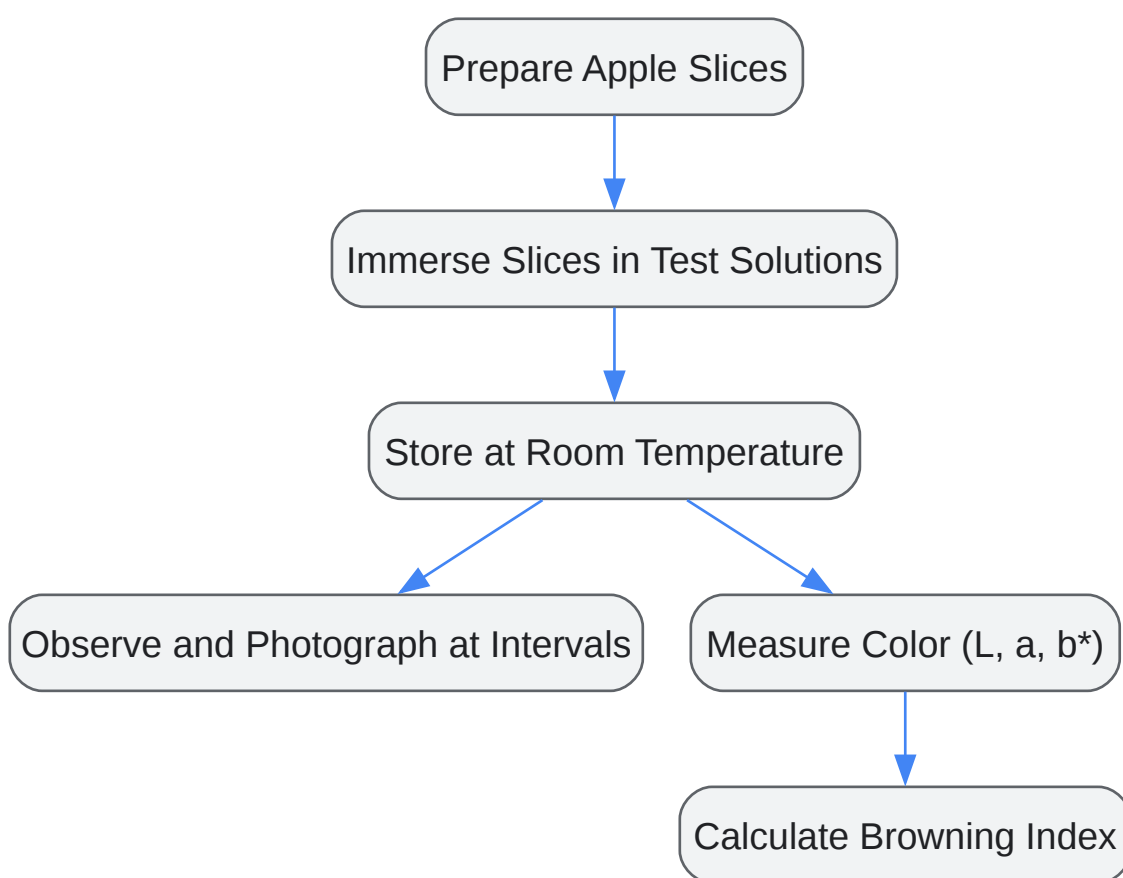 Prepare Apple Slices
Immerse Slices in Test Solutions
Store at Room Temperature
Observe and Photograph at Intervals
Measure Color (L, a, b*)
Calculate Browning Index